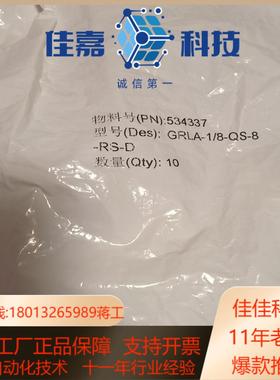 佳嘉 科技
诚信第一
物料号(PN):534337
型号(Des): GRLA-1/8-QS-8
-RS-D
数量(Qty): 10
线:18013265989蒋工
工厂正品保障 支持开票
自动化技术 十一年行业经验
佳佳科
11年老
爆款推